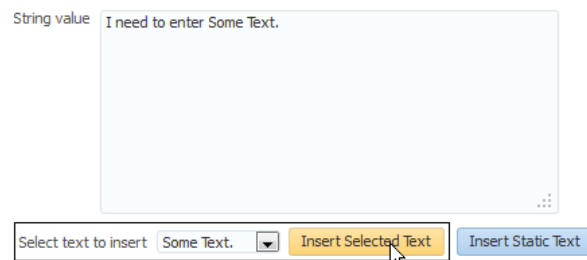 String value
I need to enter Some Text.
Select text to insert Some Text. Insert Selected Text Insert Static Text